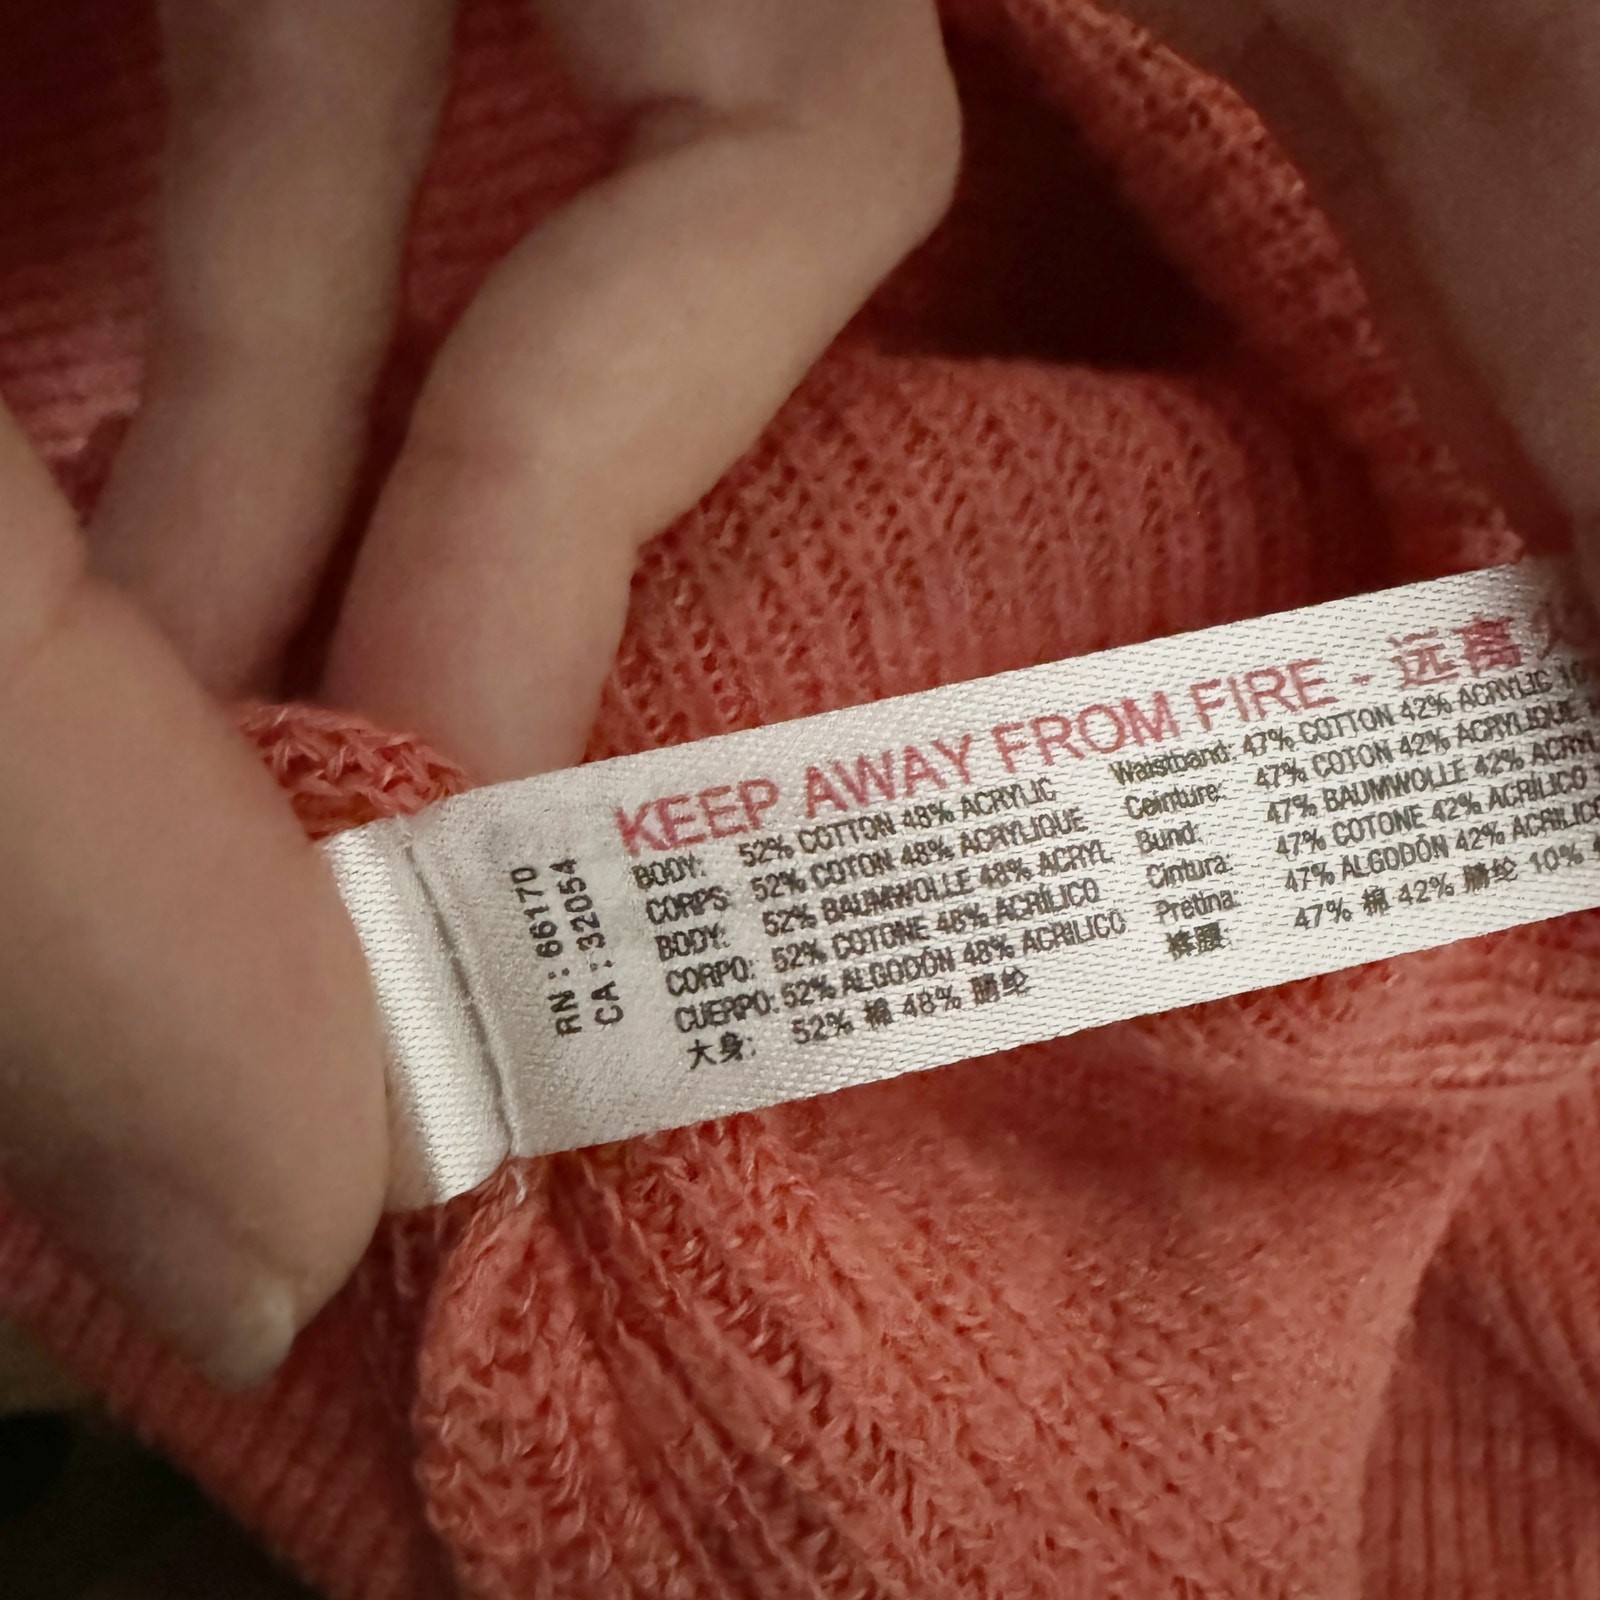 RN : 66170
CA : 32054
KEEP AWAY FROM FIRE - 远离
BODY: 52% COTTON 48% ACRYLIC
CORPS: 52% COTON 48% ACRYLIQUE
BODY: 52% BAUMWOLLE 48% ACRYL
CORPO: 52% COTONE 48% ACRÍLICO
CUERPO: 52% ALGODÓN 48% ACRILICO
大身: 52% 棉 48% 腈纶
Waistband: 47% COTTON 42% ACRYLIC
Ceinture: 47% COTON 42% ACRYLIQUE
Bund: 47% BAUMWOLLE 42% ACRYL
Cintura: 47% COTONE 42% ACRÍLICO
Pretina: 47% ALGODÓN 42% ACRILICO
47% 棉 42% 腈纶 10%